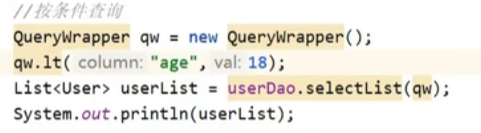 //按条件查询
QueryWrapper qw = new QueryWrapper();
qw.lt( column: "age", val: 18);
List<User> userList = userDao.selectList(qw);
System.out.println(userList);